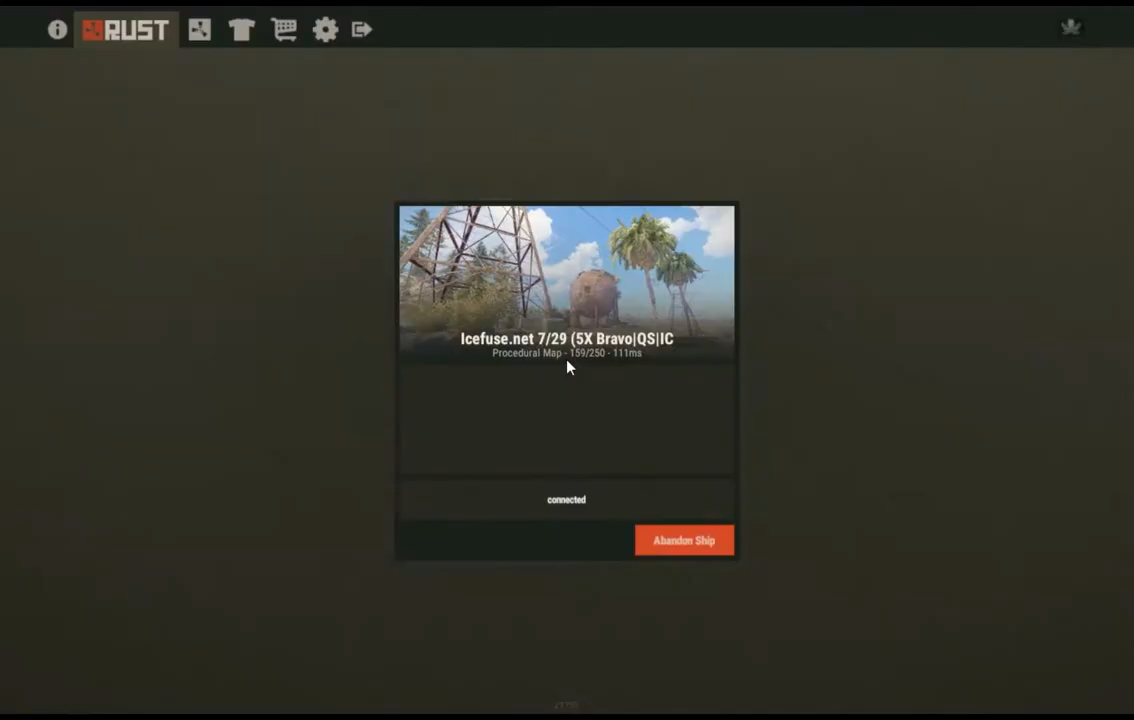 RUST
Icefuse.net 7/29 (5X Bravo|QS|IC
Procedural Map - 159/250 - 111ms
connected
Abandon Ship